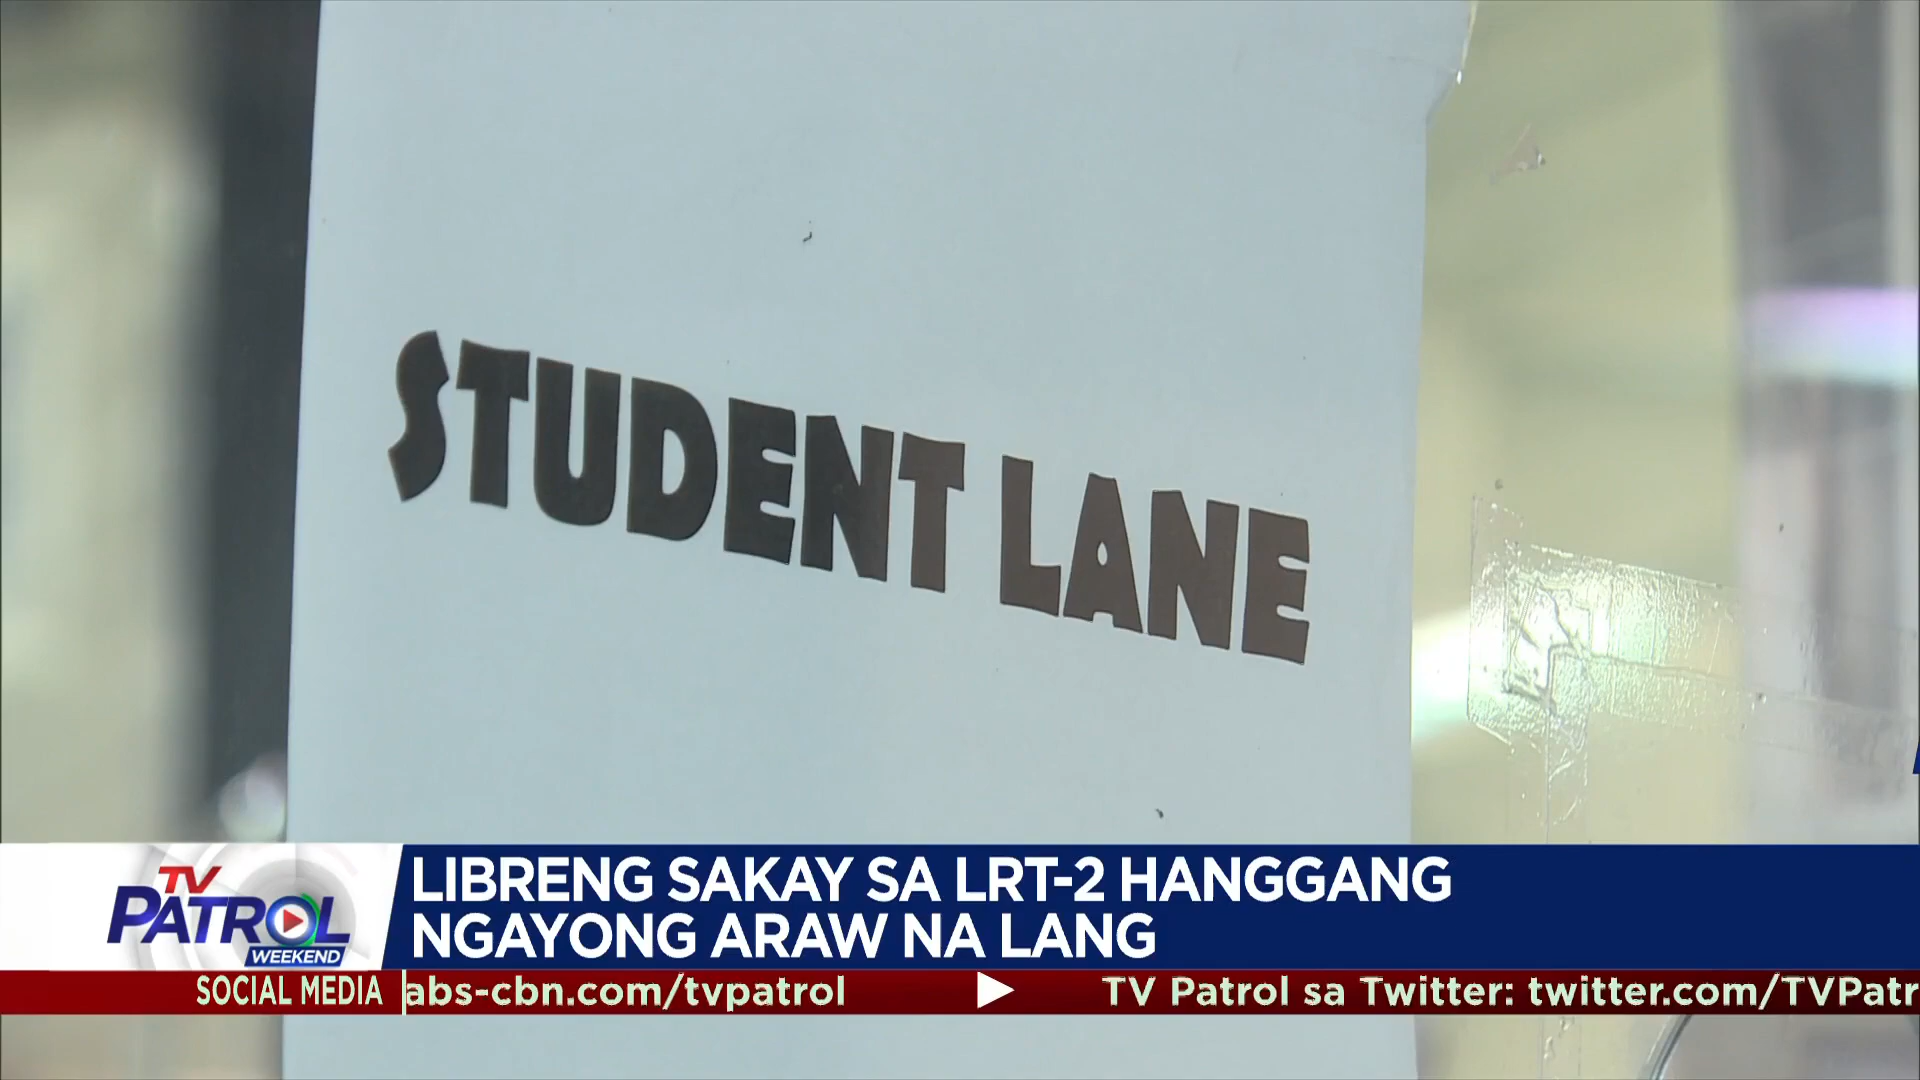 STUDENT LANE
TV
PATROL
WEEKEND
LIBRENG SAKAY SA LRT-2 HANGGANG
NGAYONG ARAW NA LANG
SOCIAL MEDIA
abs-cbn.com/tvpatrol
TV Patrol sa Twitter: twitter.com/TVPatr